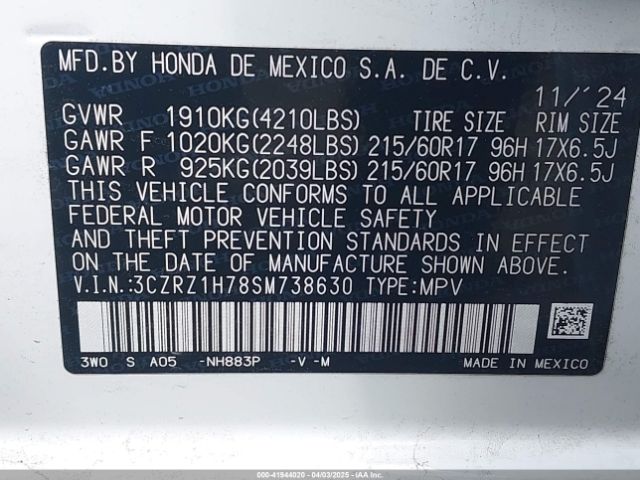 MFD.BY HONDA DE MEXICO S.A. DE C.V.
11/'24
GVWR 1910KG(4210LBS) TIRE SIZE RIM SIZE
GAWR F 1020KG(2248LBS) 215/60R17 96H 17X6.5J
GAWR R 925KG(2039LBS) 215/60R17 96H 17X6.5J
THIS VEHICLE CONFORMS TO ALL APPLICABLE
FEDERAL MOTOR VEHICLE SAFETY
AND THEFT PREVENTION STANDARDS IN EFFECT
ON THE DATE OF MANUFACTURE SHOWN ABOVE.
V.I.N:3CZRZ1H78SM738630 TYPE:MPV
3W0 S A05 -NH883P -V -M MADE IN MEXICO
000-41944020 - 04/03/2025 - IAAI.COM